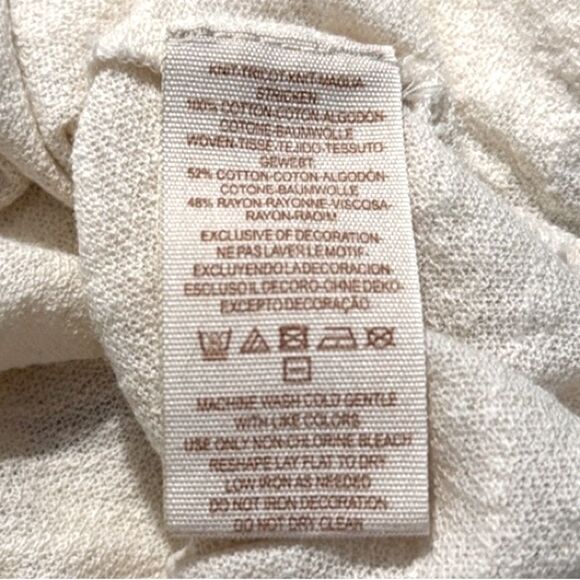 KNIT-TRICOT-KNIT-MAGLIA
STRICKEN
100% COTTON-COTON-ALGODÓN-
COTONE-BAUMWOLLE
WOVEN-TISSE-TEJIDO-TESSUTO-
GEWEBT
52% COTTON-COTON-ALGODÓN-
COTONE-BAUMWOLLE
48% RAYON-RAYONNE-VISCOSA-
RAYON-
EXCLUSIVE OF DECORATION-
NE PAS LAVER LE MOTIF-
EXCLUYENDO LA DECORACION-
ESCLUSO IL DECORO-OHNE DEKO-
EXCEPTO DECORAÇÃO
MACHINE WASH COLD GENTLE
WITH LIKE COLORS
USE ONLY NON-CHLORINE BLEACH
RESHAPE LAY FLAT TO DRY
LOW IRON AS NEEDED
DO NOT IRON DECORATION
DO NOT DRY CLEAN